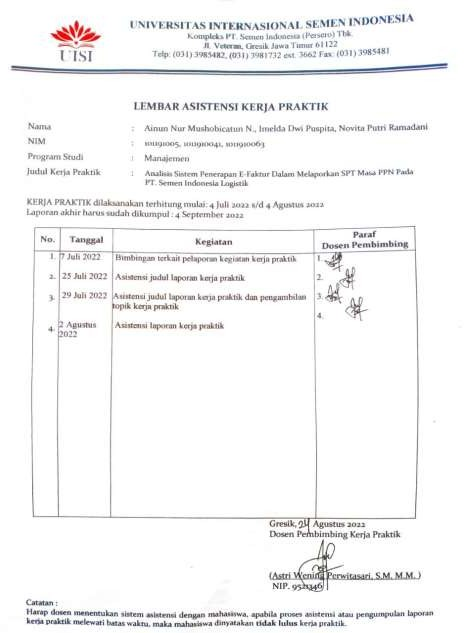 UNIVERSITAS INTERNASIONAL SEMEN INDONESIA
Kompleks PT. Semen Indonesia (Persero) Tbk.
Jl. Veteran, Gresik Jawa Timur 61122
Telp: (031) 3985482, (031) 3981732 est. 3662 Fax: (031) 3985481
UISI
LEMBAR ASISTENSI KERJA PRAKTIK
Nama : Ainun Nur Mushobicatun N., Imelda Dwi Puspita, Novita Putri Ramadani
NIM : 101191005, 1011910041, 1011910063
Program Studi : Manajemen
Judul Kerja Praktik : Analisis Sistem Penerapan E-Faktur Dalam Melaporkan SPT Masa PPN Pada
PT. Semen Indonesia Logistik
KERJA PRAKTIK dilaksanakan terhitung mulai: 4 Juli 2022 s/d 4 Agustus 2022
Laporan akhir harus sudah dikumpul : 4 September 2022
No. Tanggal Kegiatan Paraf
Dosen Pembimbing
1. 7 Juli 2022 Bimbingan terkait pelaporan kegiatan kerja praktik 1.
2. 25 Juli 2022 Asistensi judul laporan kerja praktik 2.
3. 29 Juli 2022 Asistensi judul laporan kerja praktik dan pengambilan 3.
topik kerja praktik
4.
4. 2 Agustus Asistensi laporan kerja praktik
2022
Gresik, 24 Agustus 2022
Dosen Pembimbing Kerja Praktik
(Astri Wening Perwitasari, S.M, M.M. )
NIP. 9521346
Catatan :
Harap dosen menentukan sistem asistensi dengan mahasiswa, apabila proses asistensi atau pengumpulan laporan
kerja praktik melewati batas waktu, maka mahasiswa dinyatakan tidak lulus kerja praktik.